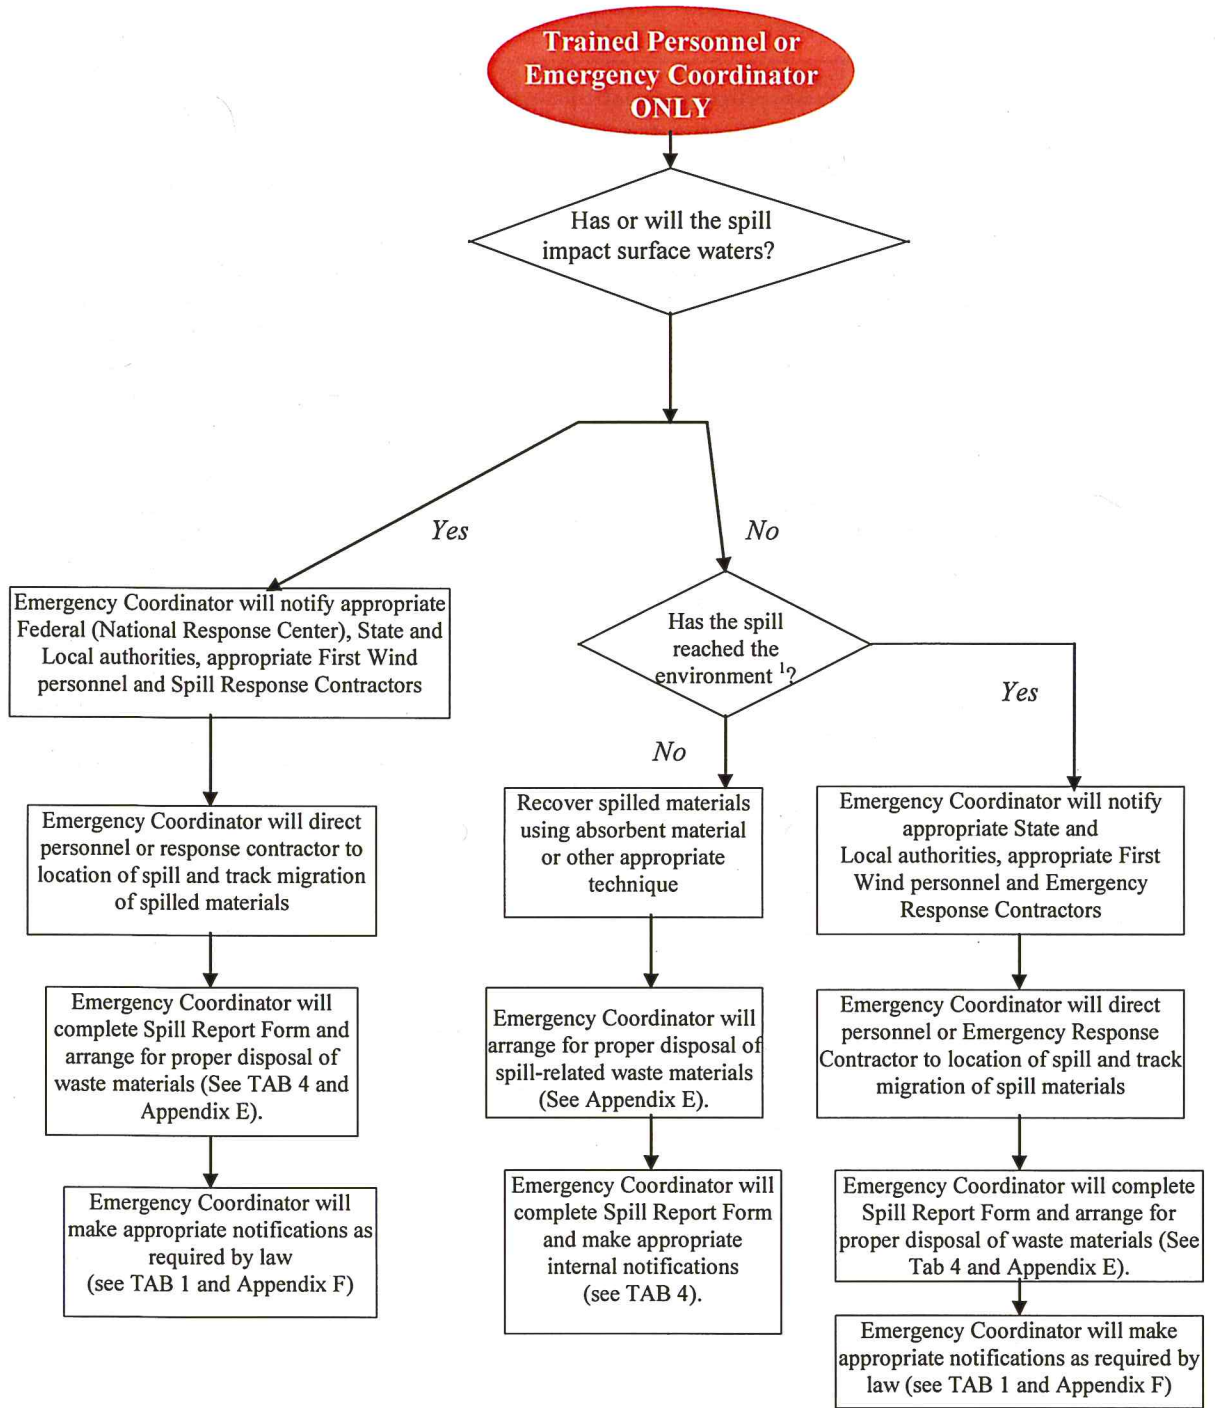 Trained Personnel or
Emergency Coordinator
ONLY
Has or will the spill
impact surface waters?
Yes
No
Emergency Coordinator will notify appropriate
Federal (National Response Center), State and
Local authorities, appropriate First Wind
personnel and Spill Response Contractors
Has the spill
reached the
environment ¹?
Yes
No
Emergency Coordinator will direct
personnel or response contractor to
location of spill and track migration
of spilled materials
Recover spilled materials
using absorbent material
or other appropriate
technique
Emergency Coordinator will notify
appropriate State and
Local authorities, appropriate First
Wind personnel and Emergency
Response Contractors
Emergency Coordinator will
complete Spill Report Form and
arrange for proper disposal of
waste materials (See TAB 4 and
Appendix E).
Emergency Coordinator will
arrange for proper disposal of
spill-related waste materials
(See Appendix E).
Emergency Coordinator will direct
personnel or Emergency Response
Contractor to location of spill and track
migration of spill materials
Emergency Coordinator will
make appropriate notifications as
required by law
(see TAB 1 and Appendix F)
Emergency Coordinator will
complete Spill Report Form
and make appropriate
internal notifications
(see TAB 4).
Emergency Coordinator will complete
Spill Report Form and arrange for
proper disposal of waste materials (See
Tab 4 and Appendix E).
Emergency Coordinator will make
appropriate notifications as required by
law (see TAB 1 and Appendix F)